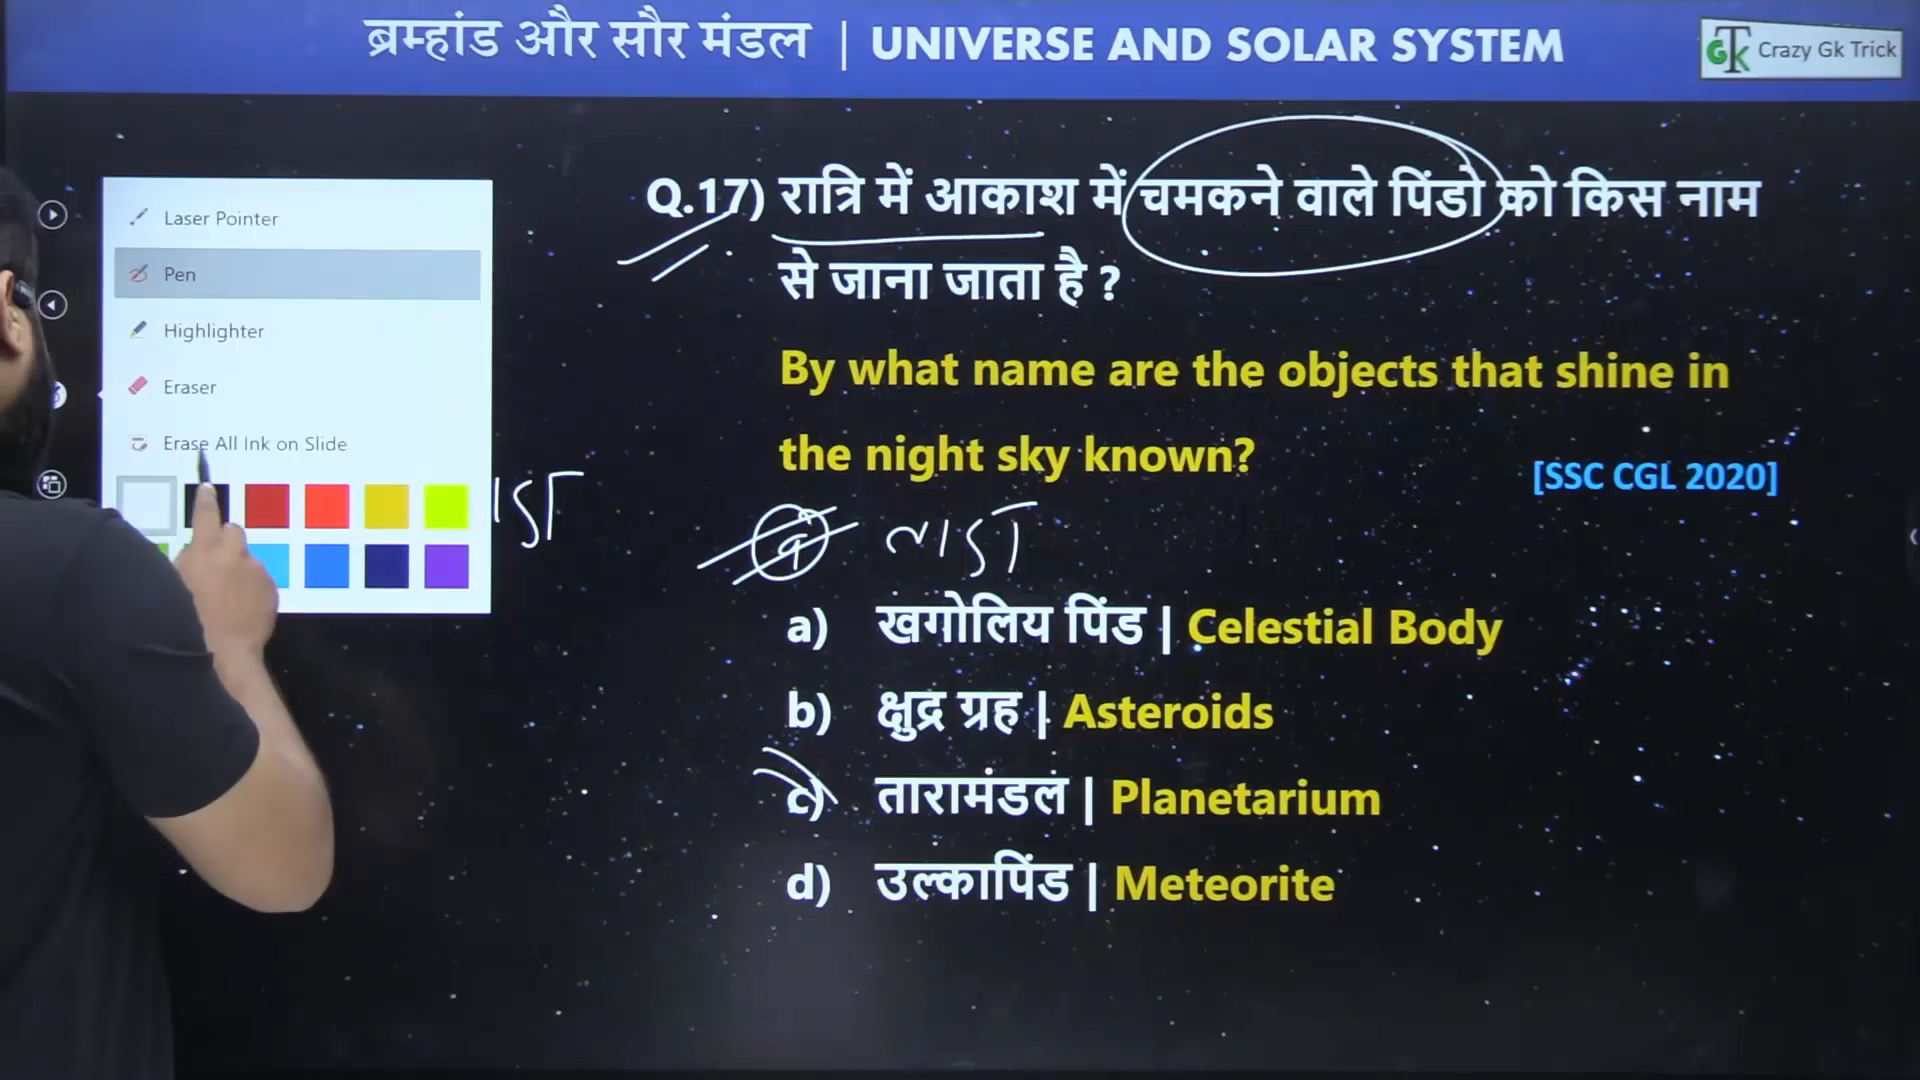 ब्रम्हांड और सौर मंडल | UNIVERSE AND SOLAR SYSTEM
GTK Crazy Gk Trick
Q.17) रात्रि में आकाश में चमकने वाले पिंडो को किस नाम
से जाना जाता है ?
By what name are the objects that shine in
the night sky known?
[SSC CGL 2020]
a) खगोलिय पिंड | Celestial Body
b) क्षुद्र ग्रह | Asteroids
c) तारामंडल | Planetarium
d) उल्कापिंड | Meteorite
Laser Pointer
Pen
Highlighter
Eraser
Erase All Ink on Slide